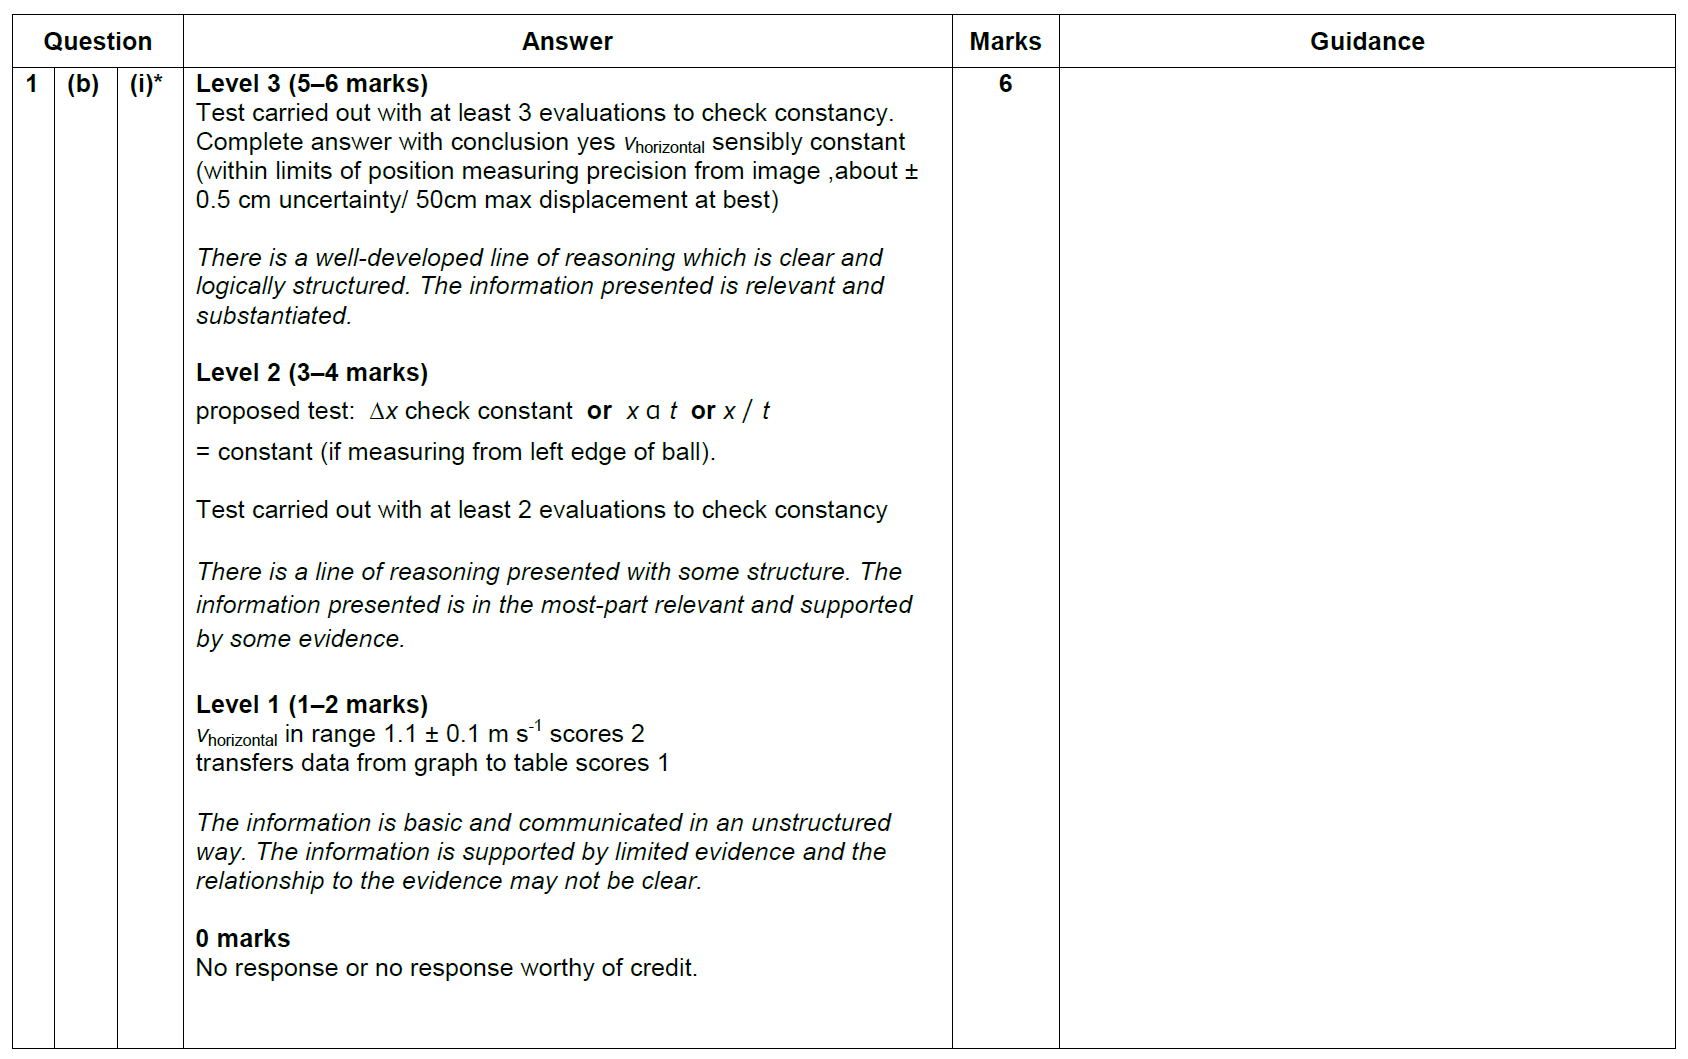 Question Answer Marks Guidance
1 (b) (i)* Level 3 (5–6 marks) 6
Test carried out with at least 3 evaluations to check constancy.
Complete answer with conclusion yes vhorizontal sensibly constant
(within limits of position measuring precision from image ,about ±
0.5 cm uncertainty/ 50cm max displacement at best)
There is a well-developed line of reasoning which is clear and
logically structured. The information presented is relevant and
substantiated.
Level 2 (3–4 marks)
proposed test: Δx check constant or x ɑ t or x / t
= constant (if measuring from left edge of ball).
Test carried out with at least 2 evaluations to check constancy
There is a line of reasoning presented with some structure. The
information presented is in the most-part relevant and supported
by some evidence.
Level 1 (1–2 marks)
vhorizontal in range 1.1 ± 0.1 m s-1 scores 2
transfers data from graph to table scores 1
The information is basic and communicated in an unstructured
way. The information is supported by limited evidence and the
relationship to the evidence may not be clear.
0 marks
No response or no response worthy of credit.